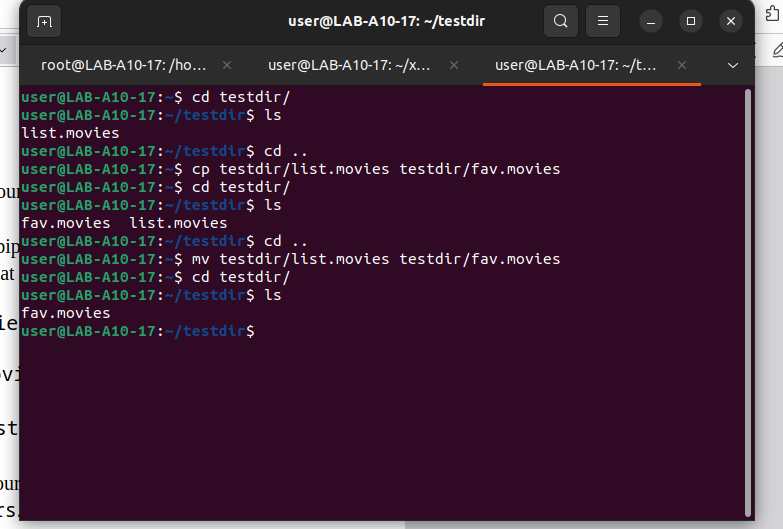 user@LAB-A10-17: ~/testdir
root@LAB-A10-17: /ho...
user@LAB-A10-17: ~/x...
user@LAB-A10-17: ~/t...
user@LAB-A10-17:~$ cd testdir/
user@LAB-A10-17:~/testdir$ ls
list.movies
user@LAB-A10-17:~/testdir$ cd ..
user@LAB-A10-17:~$ cp testdir/list.movies testdir/fav.movies
user@LAB-A10-17:~$ cd testdir/
user@LAB-A10-17:~/testdir$ ls
fav.movies  list.movies
user@LAB-A10-17:~/testdir$ cd ..
user@LAB-A10-17:~$ mv testdir/list.movies testdir/fav.movies
user@LAB-A10-17:~$ cd testdir/
user@LAB-A10-17:~/testdir$ ls
fav.movies
user@LAB-A10-17:~/testdir$